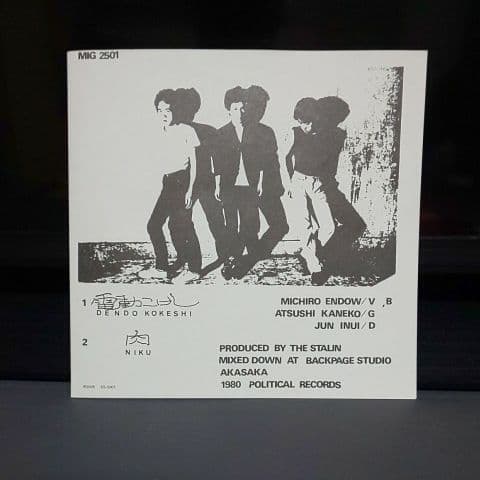 MIG 2501
1 電動こけし
DENDO KOKESHI
2 肉
NIKU
MICHIRO ENDOW/V ,B
ATSUSHI KANEKO/G
JUN INUI/D
PRODUCED BY THE STALIN
MIXED DOWN AT BACKPAGE STUDIO
AKASAKA
1980 POLITICAL RECORDS